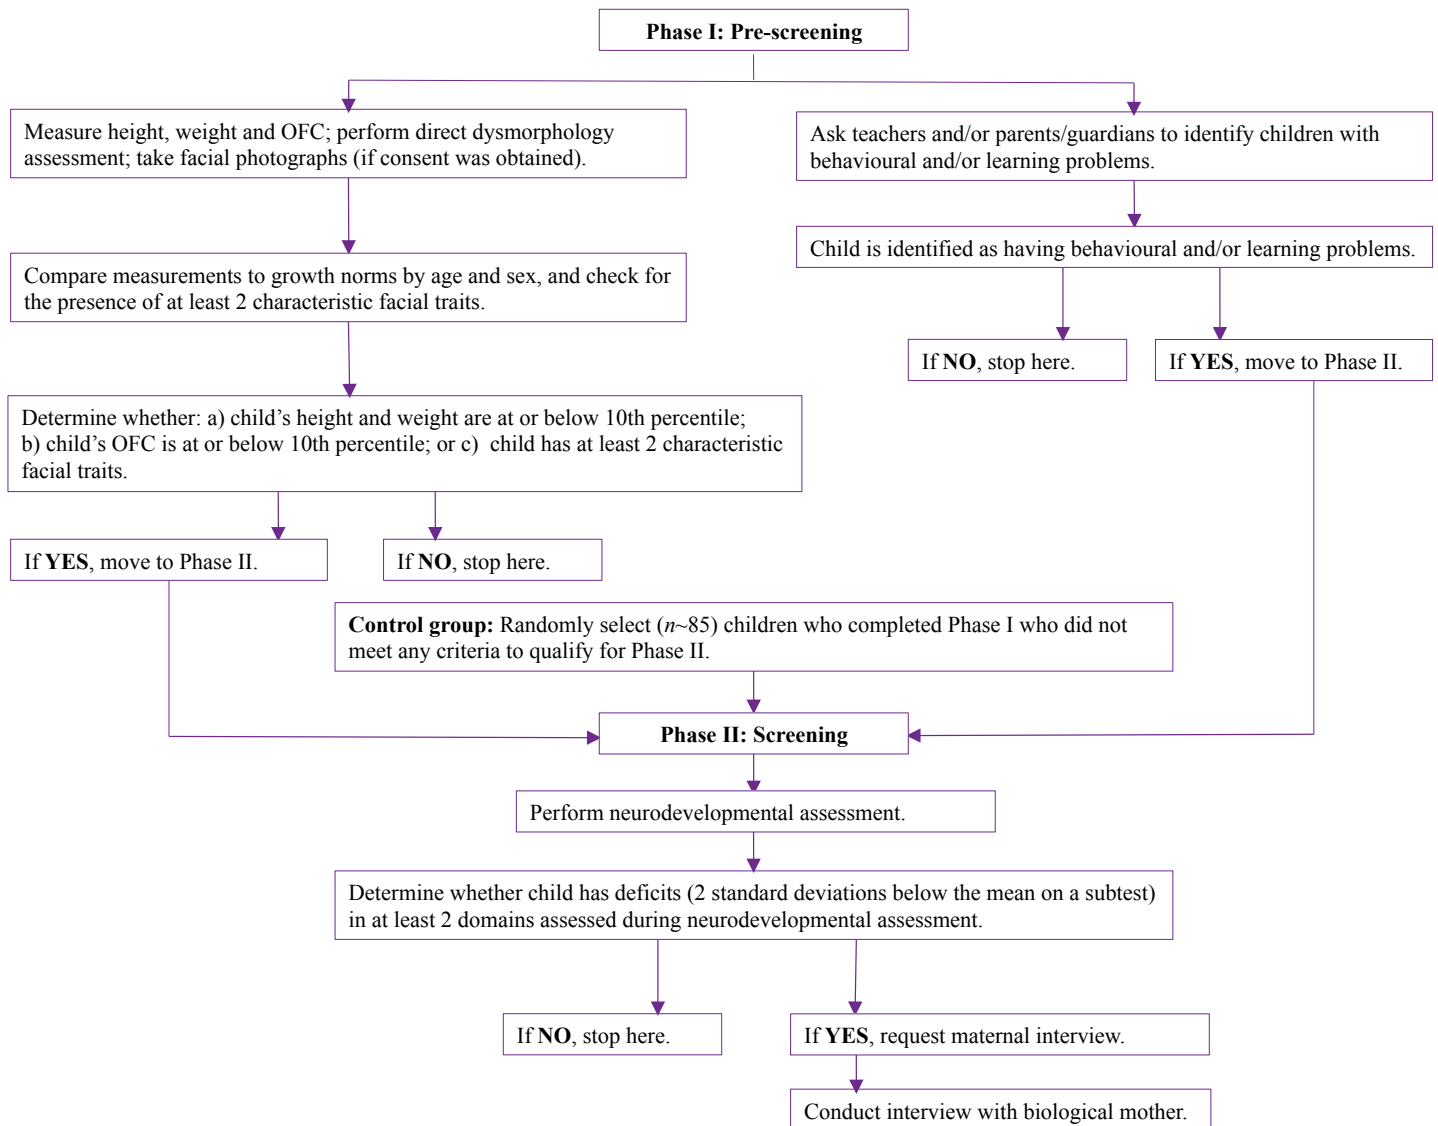 Phase I: Pre-screening
Measure height, weight and OFC; perform direct dysmorphology
assessment; take facial photographs (if consent was obtained).
Ask teachers and/or parents/guardians to identify children with
behavioural and/or learning problems.
Child is identified as having behavioural and/or learning problems.
Compare measurements to growth norms by age and sex, and check for
the presence of at least 2 characteristic facial traits.
If NO, stop here.
If YES, move to Phase II.
Determine whether: a) child’s height and weight are at or below 10th percentile;
b) child’s OFC is at or below 10th percentile; or c)  child has at least 2 characteristic
facial traits.
If YES, move to Phase II.
If NO, stop here.
Control group: Randomly select (n~85) children who completed Phase I who did not
meet any criteria to qualify for Phase II.
Phase II: Screening
Perform neurodevelopmental assessment.
Determine whether child has deficits (2 standard deviations below the mean on a subtest)
in at least 2 domains assessed during neurodevelopmental assessment.
If NO, stop here.
If YES, request maternal interview.
Conduct interview with biological mother.